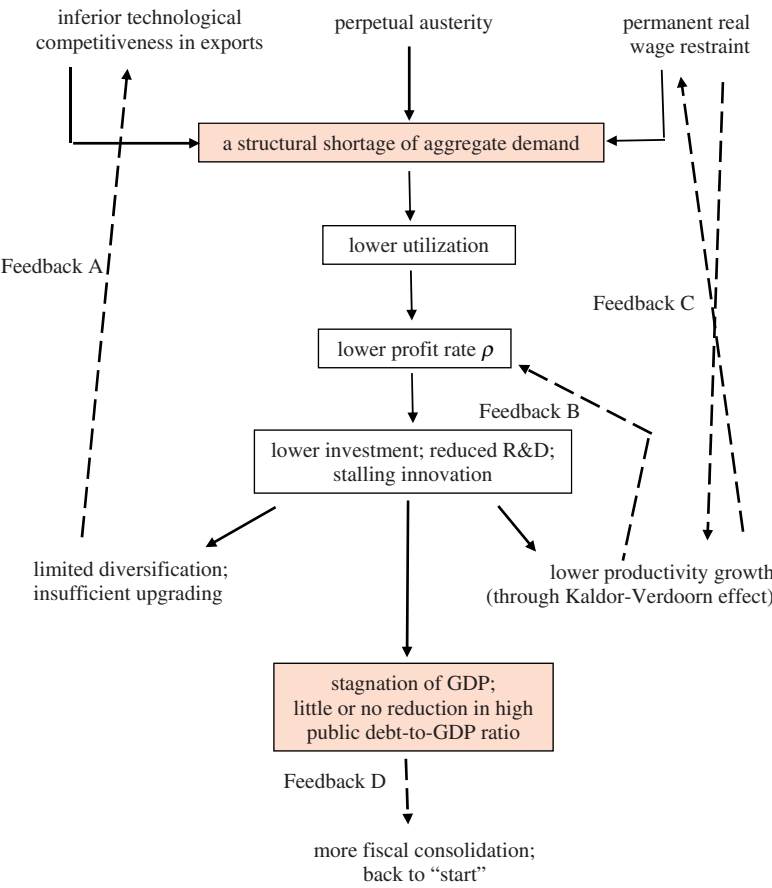 inferior technological
competitiveness in exports
perpetual austerity
permanent real
wage restraint
a structural shortage of aggregate demand
lower utilization
Feedback A
Feedback C
lower profit rate ρ
Feedback B
lower investment; reduced R&D;
stalling innovation
limited diversification;
insufficient upgrading
lower productivity growth
(through Kaldor-Verdoorn effect)
stagnation of GDP;
little or no reduction in high
public debt-to-GDP ratio
Feedback D
more fiscal consolidation;
back to “start”